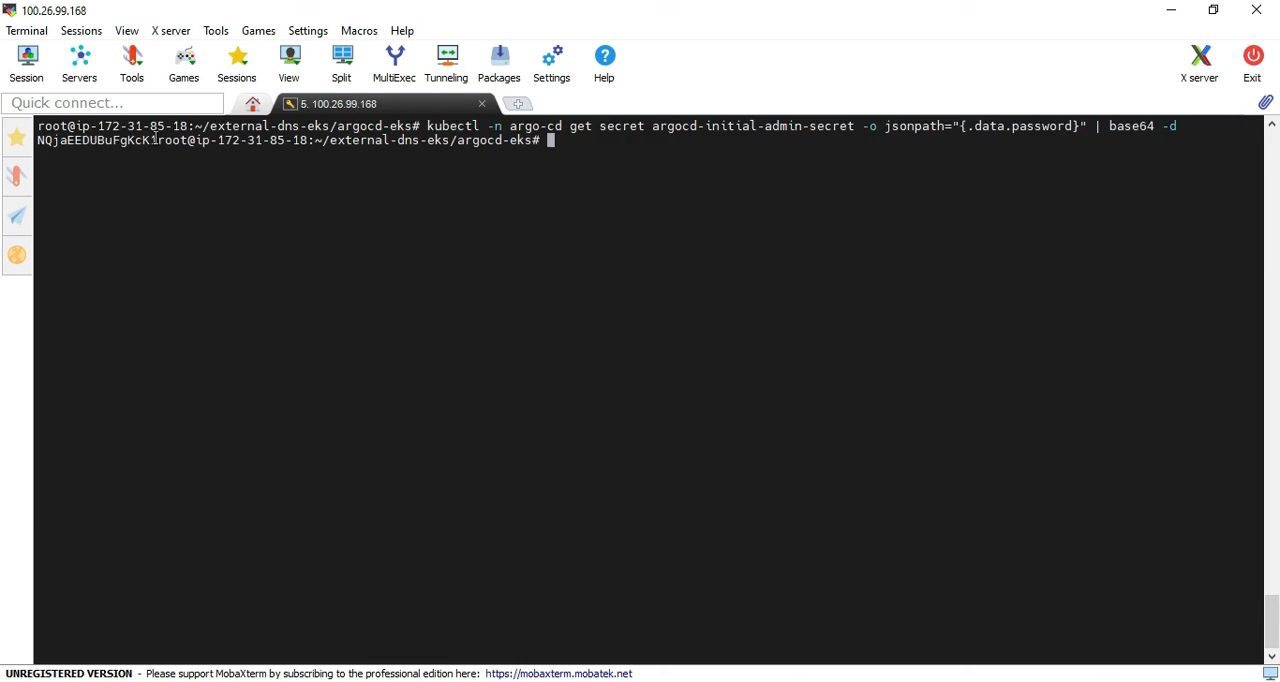 100.26.99.168
Terminal Sessions View X server Tools Games Settings Macros Help
Session Servers Tools Games Sessions View Split MultiExec Tunneling Packages Settings Help X server Exit
Quick connect...
5. 100.26.99.168
root@ip-172-31-85-18:~/external-dns-eks/argocd-eks# kubectl -n argo-cd get secret argocd-initial-admin-secret -o jsonpath="{.data.password}" | base64 -d
NQjaEEDUBuFgKcK1root@ip-172-31-85-18:~/external-dns-eks/argocd-eks#
UNREGISTERED VERSION - Please support MobaXterm by subscribing to the professional edition here: https://mobaxterm.mobatek.net